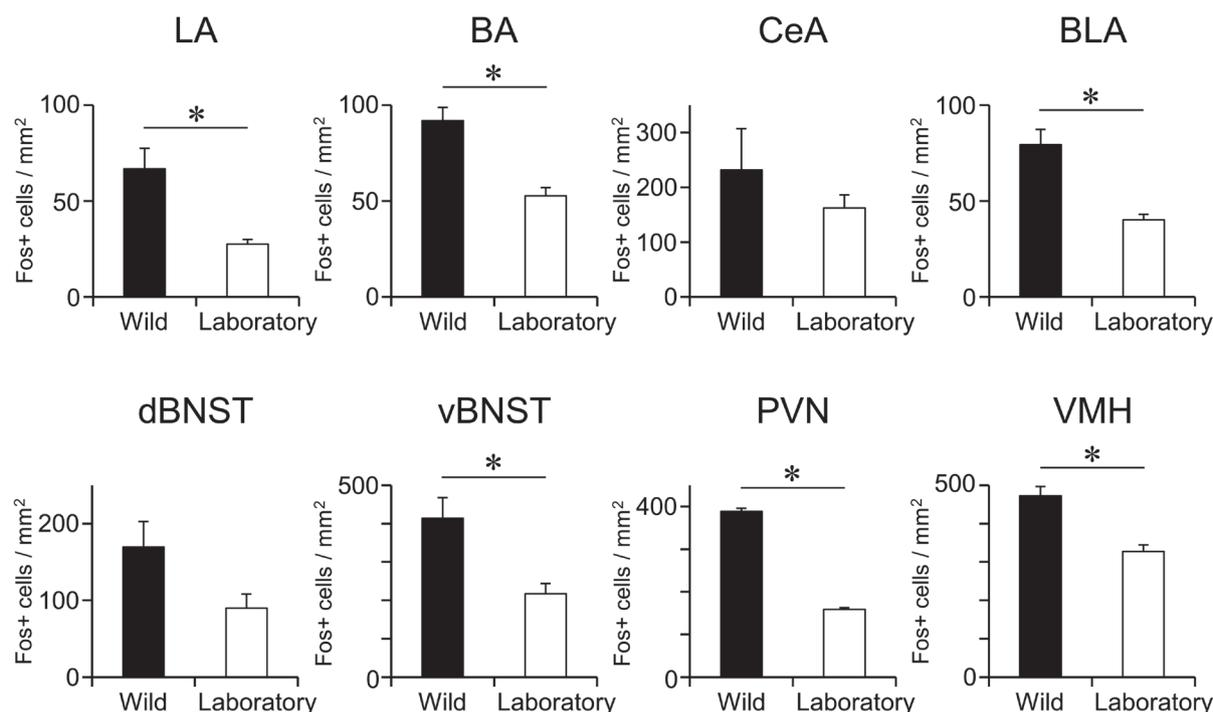 LA BA CeA BLA
* * *
100 100 300 100
Fos+ cells / mm² Fos+ cells / mm² Fos+ cells / mm² Fos+ cells / mm²
50 50 200 50
100
0 0 0 0
Wild Laboratory Wild Laboratory Wild Laboratory Wild Laboratory
dBNST vBNST PVN VMH
* * *
200 500 400 500
Fos+ cells / mm² Fos+ cells / mm² Fos+ cells / mm² Fos+ cells / mm²
100
0 0 0 0
Wild Laboratory Wild Laboratory Wild Laboratory Wild Laboratory